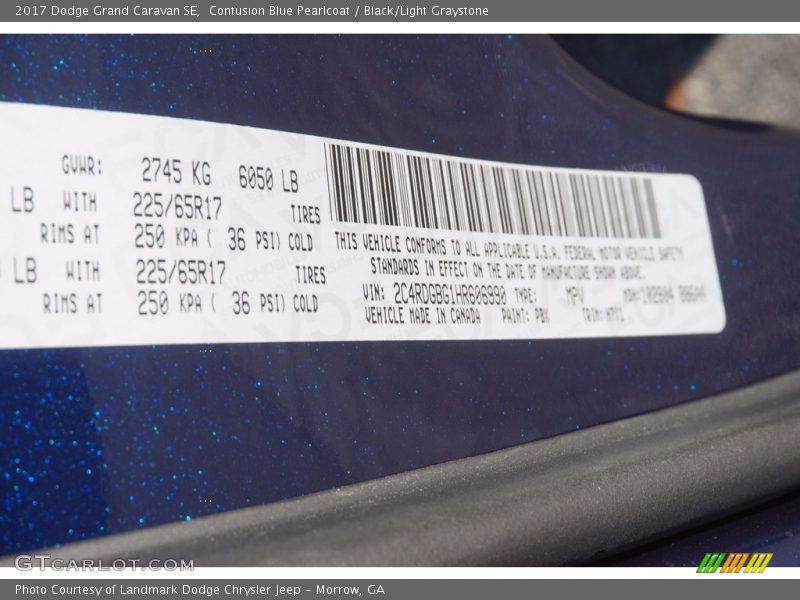 2017 Dodge Grand Caravan SE,  Contusion Blue Pearlcoat / Black/Light Graystone
GVWR: 2745 KG 6050 LB
LB WITH 225/65R17 TIRES
RIMS AT 250 KPA ( 36 PSI) COLD
LB WITH 225/65R17 TIRES
RIMS AT 250 KPA ( 36 PSI) COLD
THIS VEHICLE CONFORMS TO ALL APPLICABLE U.S.A. FEDERAL MOTOR VEHICLE SAFETY
STANDARDS IN EFFECT ON THE DATE OF MANUFACTURE SHOWN ABOVE.
VIN: 2C4RDGBG1HR606990 TYPE: MPV MDH:
VEHICLE MADE IN CANADA PAINT: PBX TRIM:
GTCARLOT.COM
Photo Courtesy of Landmark Dodge Chrysler Jeep – Morrow, GA